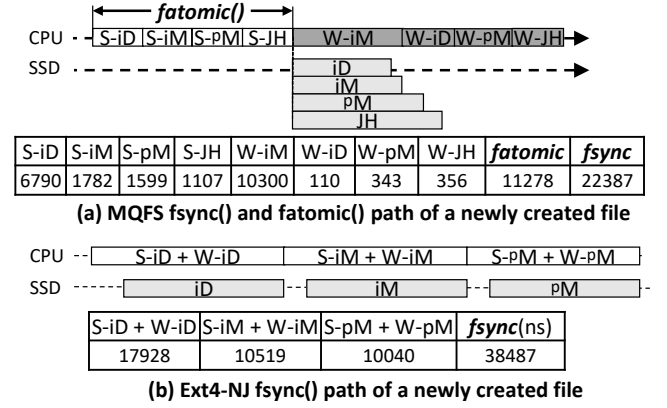 fatomic()
CPU S-iD S-iM S-pM S-JH W-iM W-iD W-pM W-JH
SSD iD
iM
pM
JH
S-iD S-iM S-pM S-JH W-iM W-iD W-pM W-JH fatomic fsync
6790 1782 1599 1107 10300 110 343 356 11278 22387
(a) MQFS fsync() and fatomic() path of a newly created file
CPU S-iD + W-iD S-iM + W-iM S-pM + W-pM
SSD iD iM pM
S-iD + W-iD S-iM + W-iM S-pM + W-pM fsync(ns)
17928 10519 10040 38487
(b) Ext4-NJ fsync() path of a newly created file